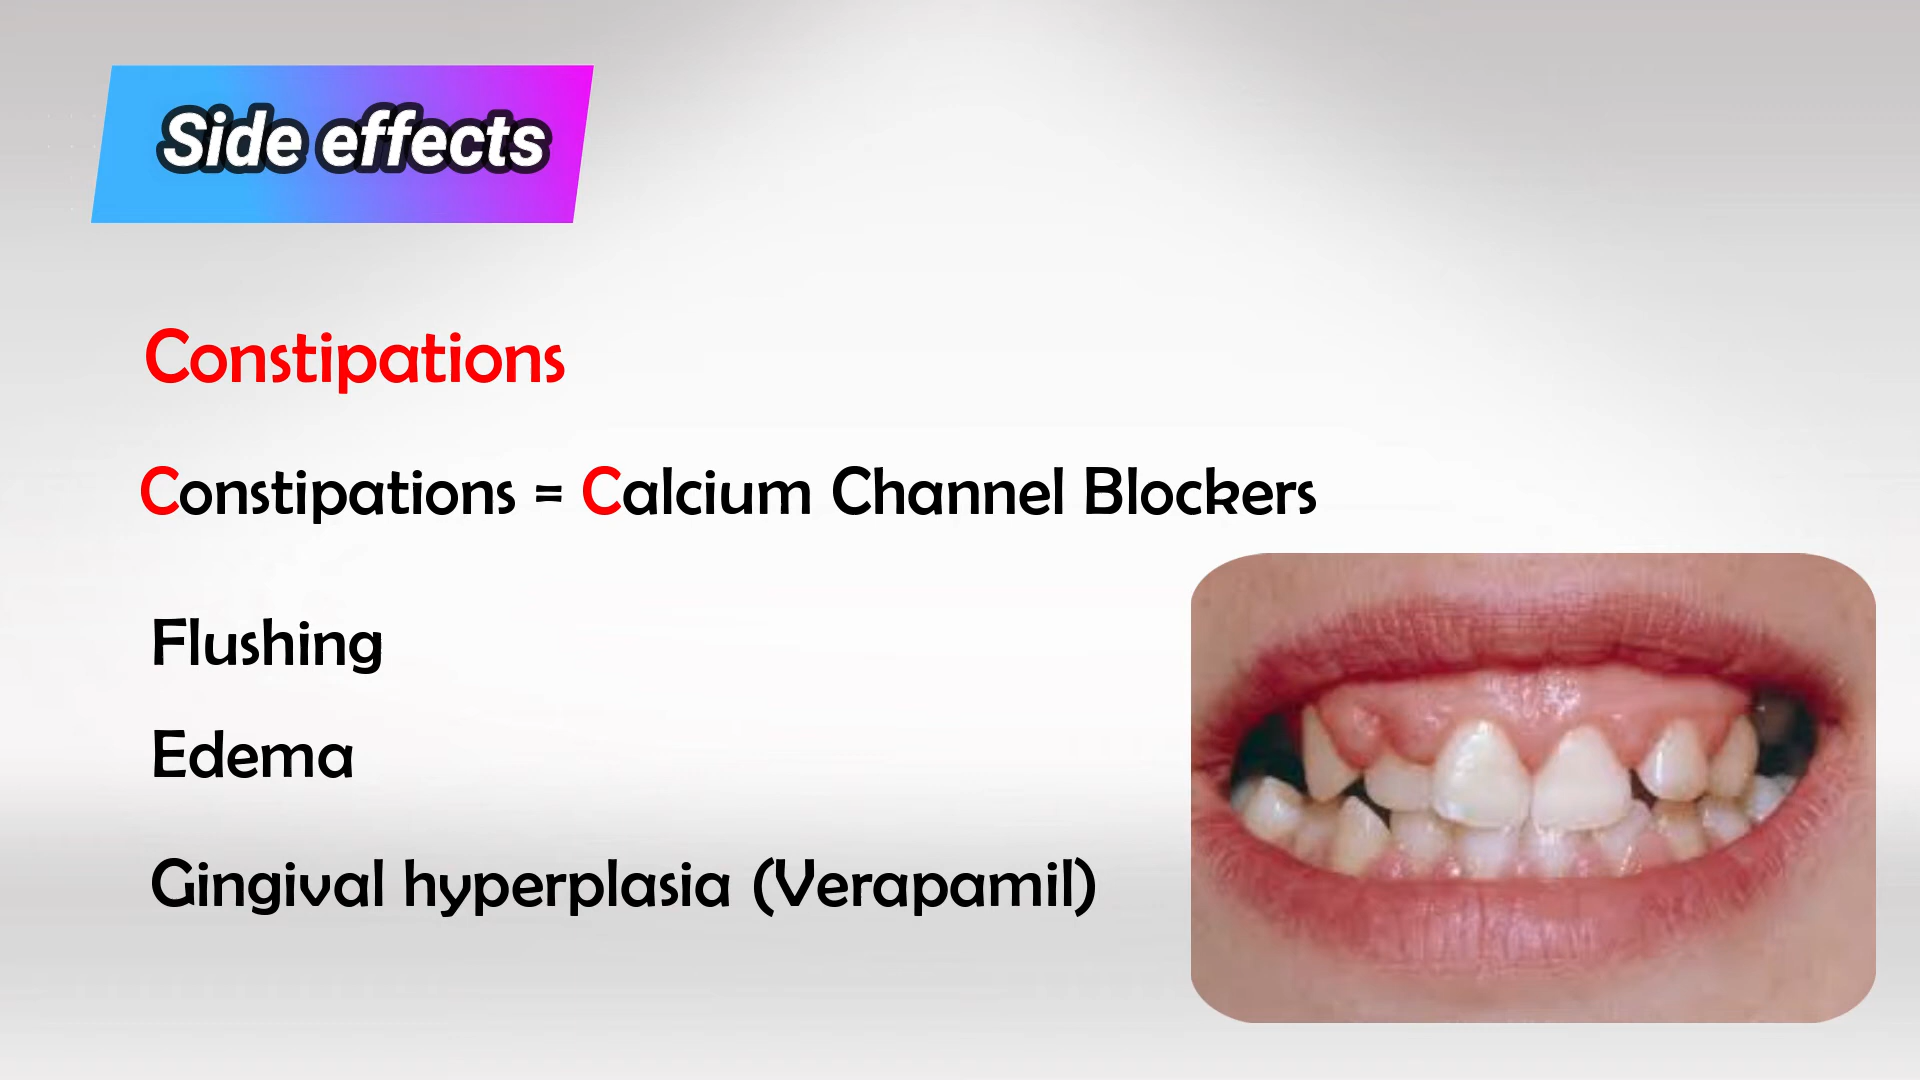 Side effects
Constipations
Constipations = Calcium Channel Blockers
Flushing
Edema
Gingival hyperplasia (Verapamil)